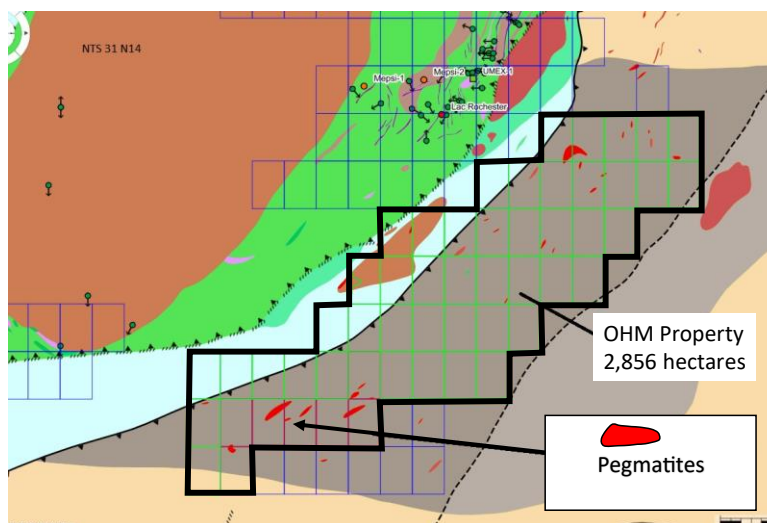 NTS 31 N14
Mepsi-1
Mepsi-2
UMEX-1
Lac Rochester
OHM Property
2,856 hectares
Pegmatites